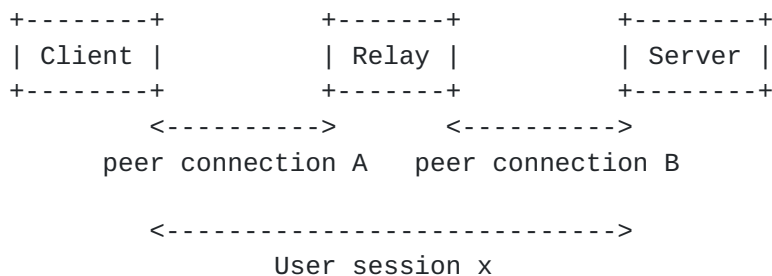 +--------+ +-------+ +--------+
| Client | | Relay | | Server |
+--------+ +-------+ +--------+
<----------> <---------->
peer connection A peer connection B
<----------------------------->
User session x